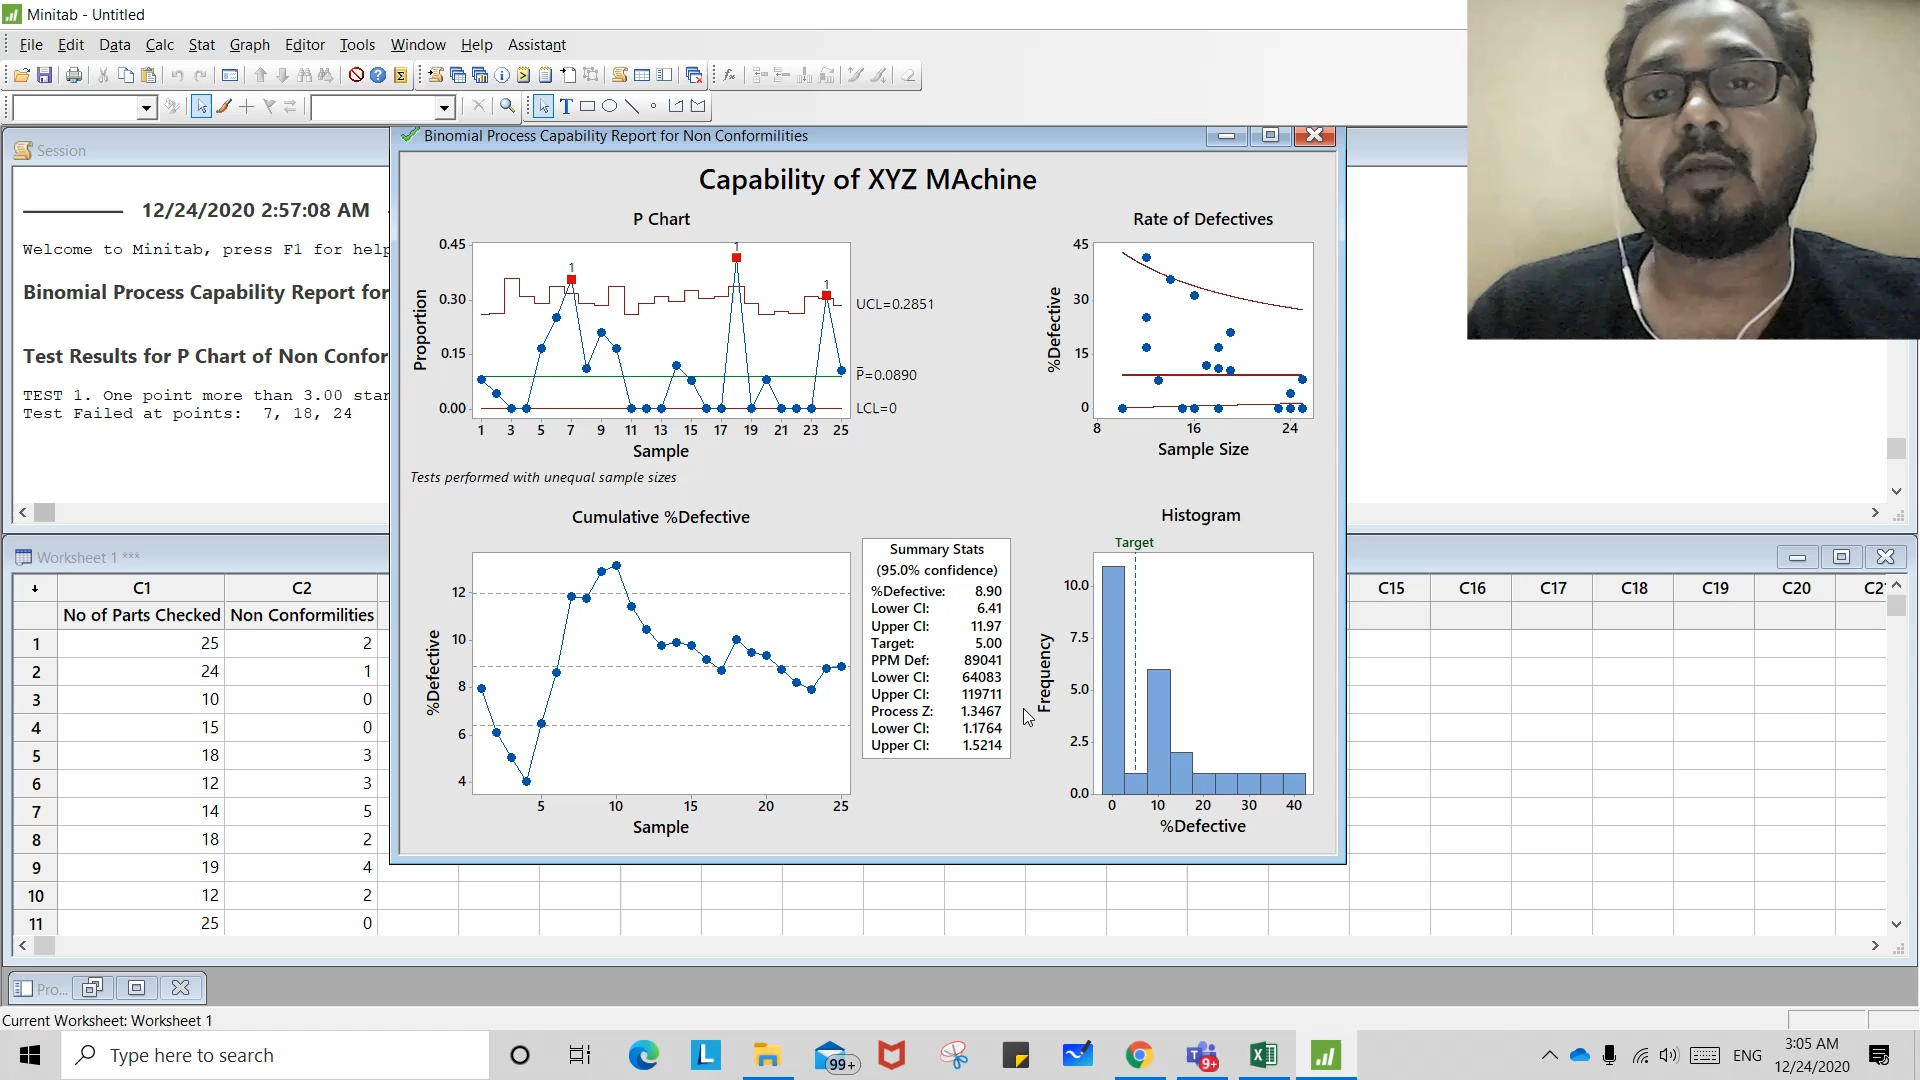 Minitab - Untitled
File Edit Data Calc Stat Graph Editor Tools Window Help Assistant
Session
12/24/2020 2:57:08 AM
Welcome to Minitab, press F1 for help
Binomial Process Capability Report for
Test Results for P Chart of Non Confor
TEST 1. One point more than 3.00 star
Test Failed at points: 7, 18, 24
Binomial Process Capability Report for Non Conformilities
Capability of XYZ MAchine
P Chart
Proportion
0.45
0.30
0.15
0.00
1
1
1
UCL=0.2851
P̅=0.0890
LCL=0
1 3 5 7 9 11 13 15 17 19 21 23 25
Sample
Tests performed with unequal sample sizes
Rate of Defectives
%Defective
45
30
15
0
8 16 24
Sample Size
Cumulative %Defective
%Defective
12
10
8
6
4
5 10 15 20 25
Sample
Summary Stats
(95.0% confidence)
%Defective: 8.90
Lower CI: 6.41
Upper CI: 11.97
Target: 5.00
PPM Def: 89041
Lower CI: 64083
Upper CI: 119711
Process Z: 1.3467
Lower CI: 1.1764
Upper CI: 1.5214
Histogram
Target
Frequency
10.0
7.5
5.0
2.5
0.0
0 10 20 30 40
%Defective
Worksheet 1 ***
C1 C2 C15 C16 C17 C18 C19 C20 C2
No of Parts Checked Non Conformilities
1 25 2
2 24 1
3 10 0
4 15 0
5 18 3
6 12 3
7 14 5
8 18 2
9 19 4
10 12 2
11 25 0
Pro...
Current Worksheet: Worksheet 1
Type here to search
99+
9+
ENG
3:05 AM
12/24/2020